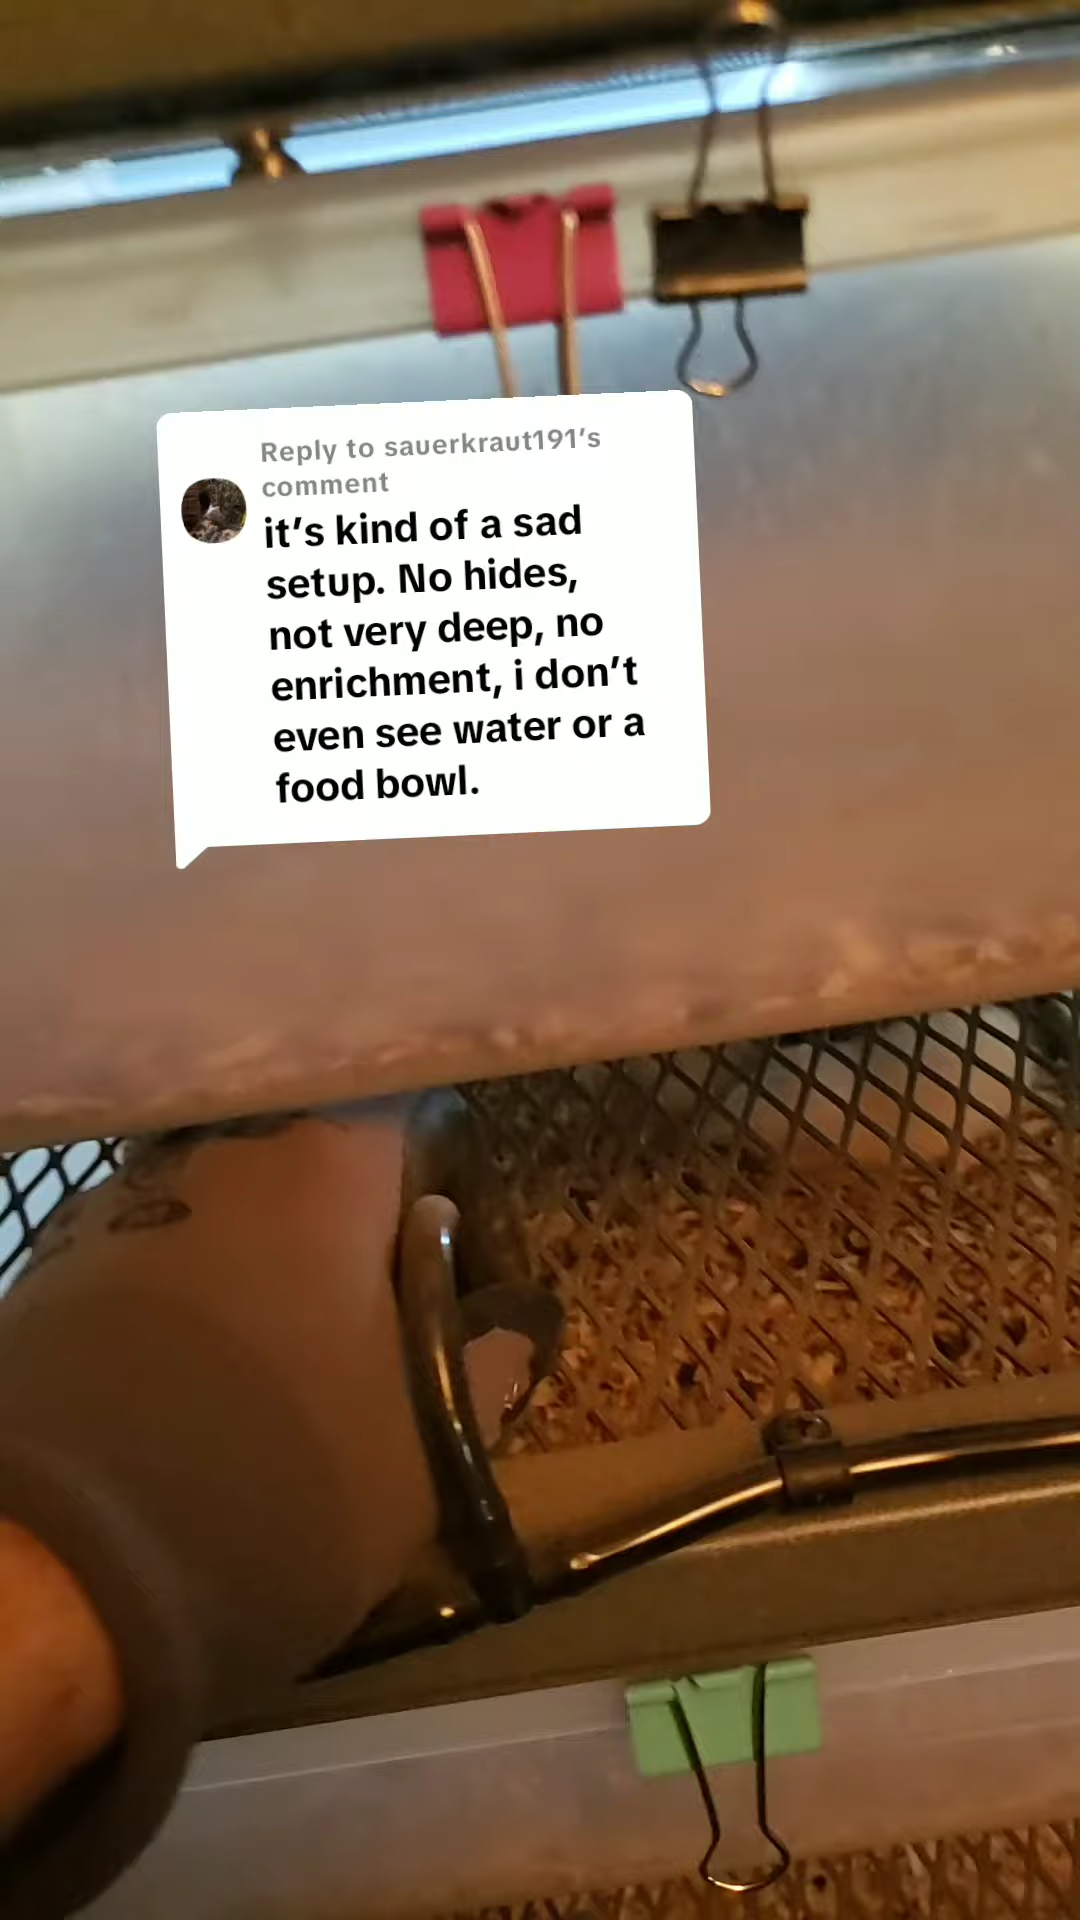 Reply to sauerkraut191's
comment
it's kind of a sad
setup. No hides,
not very deep, no
enrichment, i don't
even see water or a
food bowl.